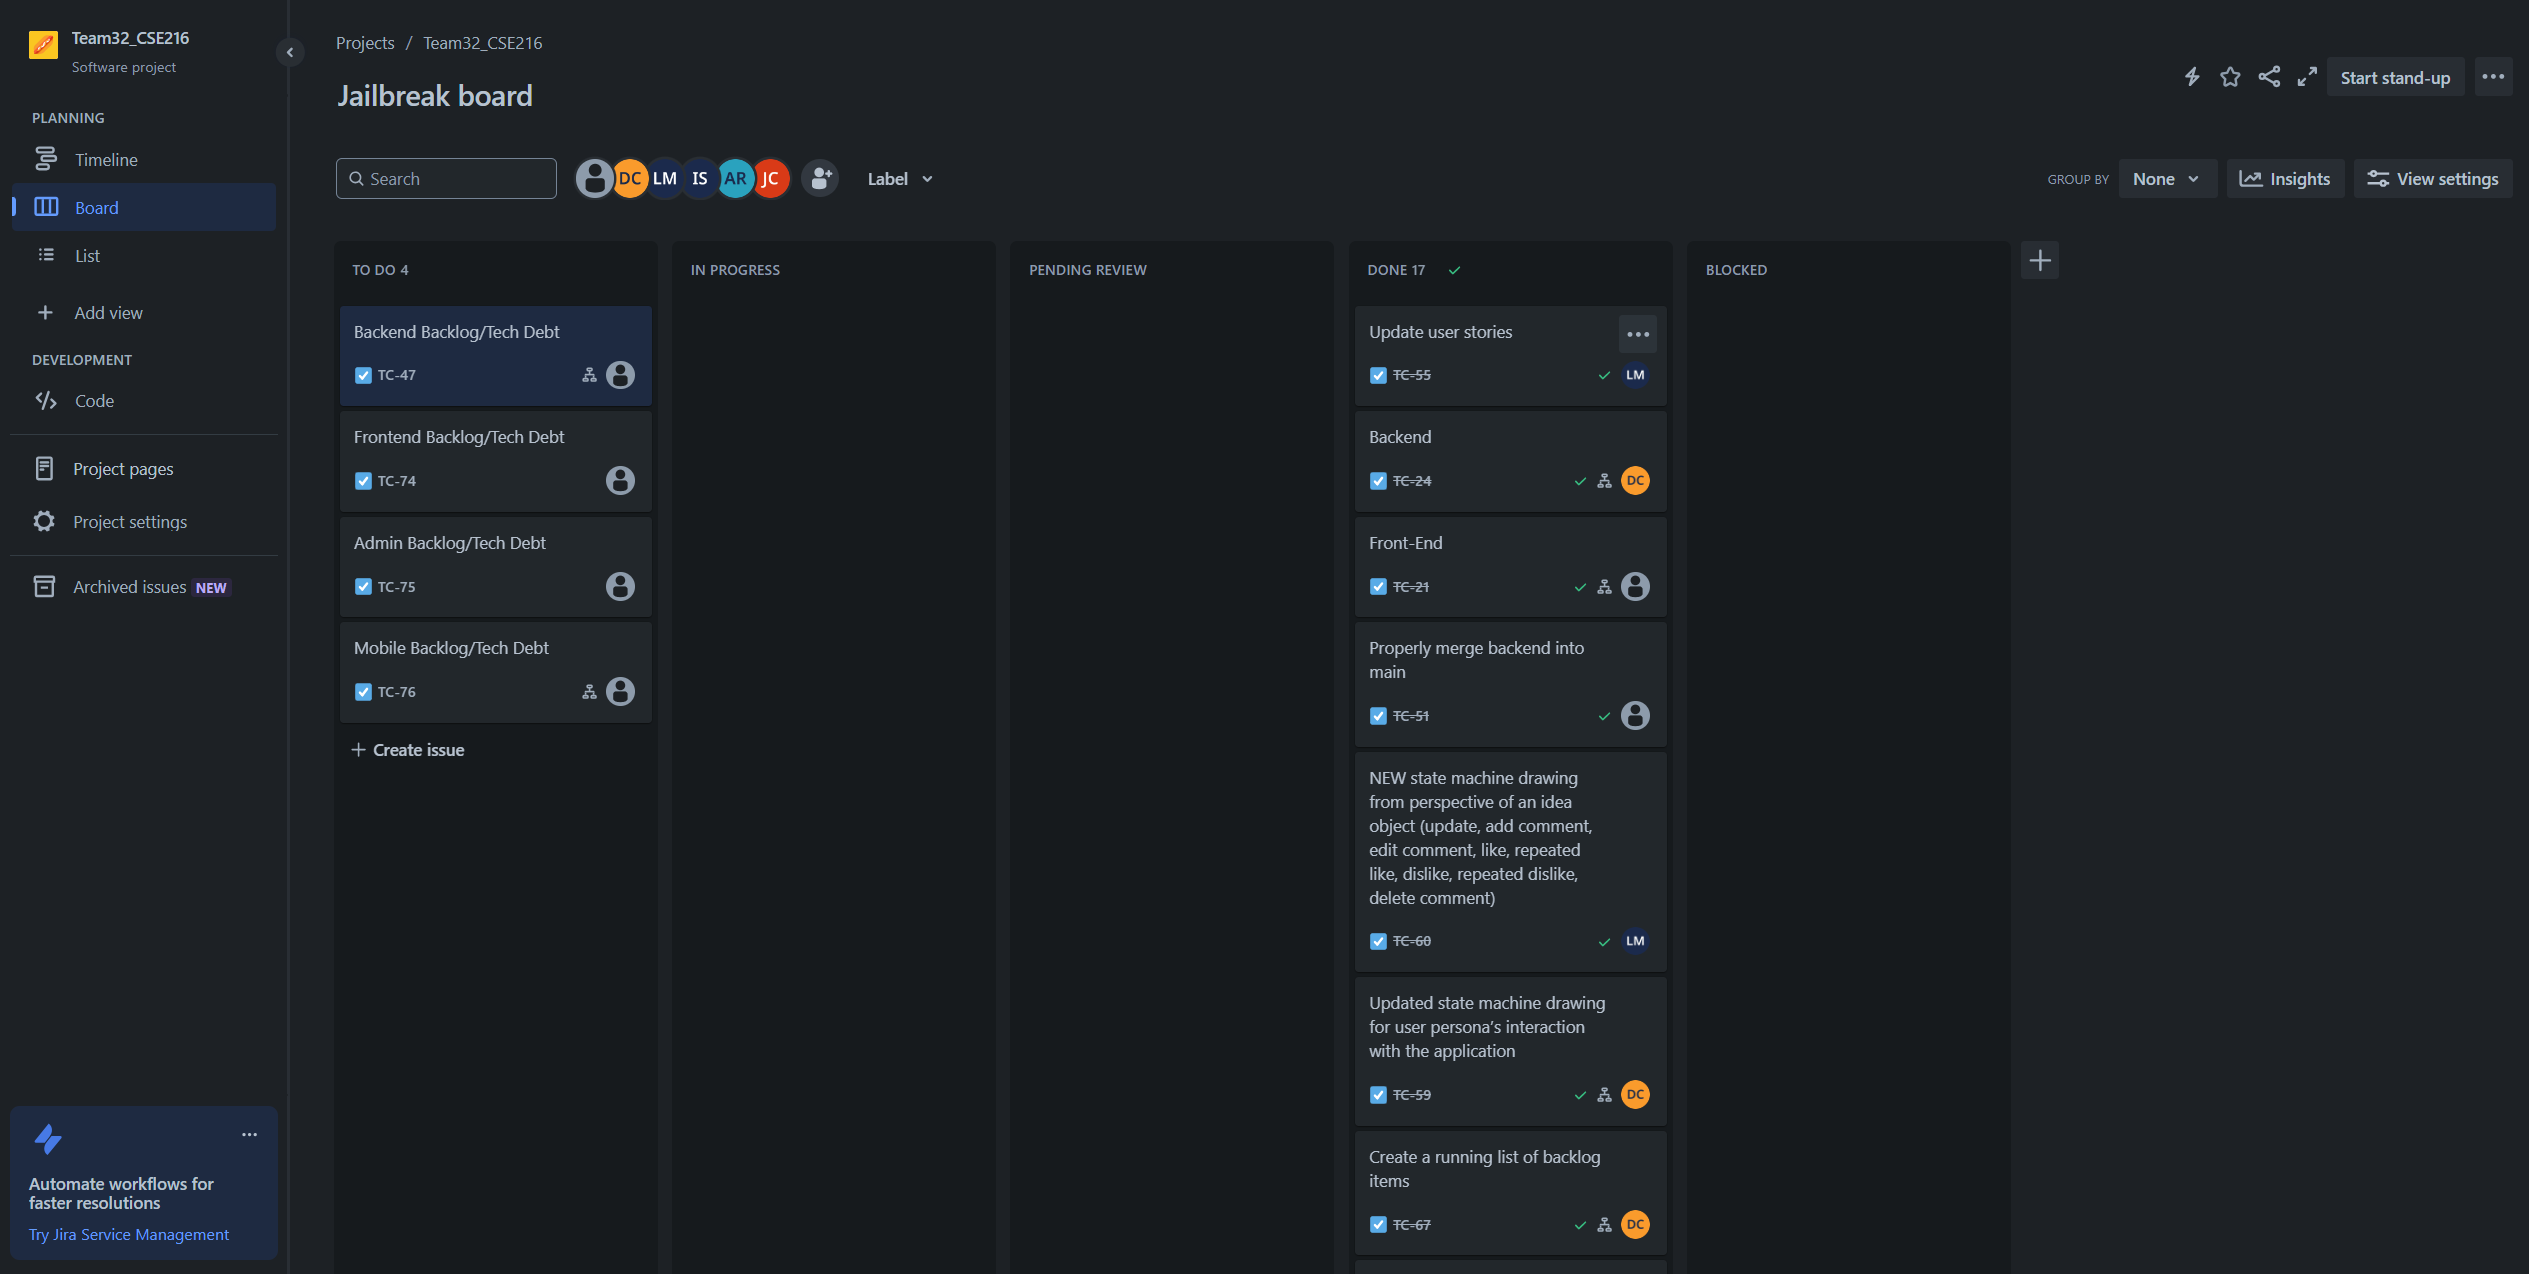 Team32_CSE216
Software project
PLANNING
Timeline
Board
List
Add view
DEVELOPMENT
Code
Project pages
Project settings
Archived issues NEW
Automate workflows for
faster resolutions
Try Jira Service Management
Projects / Team32_CSE216
Jailbreak board
Start stand-up
Search
DC LM IS AR JC
Label
GROUP BY None
Insights
View settings
TO DO 4
Backend Backlog/Tech Debt
TC-47
Frontend Backlog/Tech Debt
TC-74
Admin Backlog/Tech Debt
TC-75
Mobile Backlog/Tech Debt
TC-76
+ Create issue
IN PROGRESS
PENDING REVIEW
DONE 17
Update user stories
TC-55 LM
Backend
TC-24 DC
Front-End
TC-21
Properly merge backend into
main
TC-51
NEW state machine drawing
from perspective of an idea
object (update, add comment,
edit comment, like, repeated
like, dislike, repeated dislike,
delete comment)
TC-60 LM
Updated state machine drawing
for user persona's interaction
with the application
TC-59 DC
Create a running list of backlog
items
TC-67 DC
BLOCKED